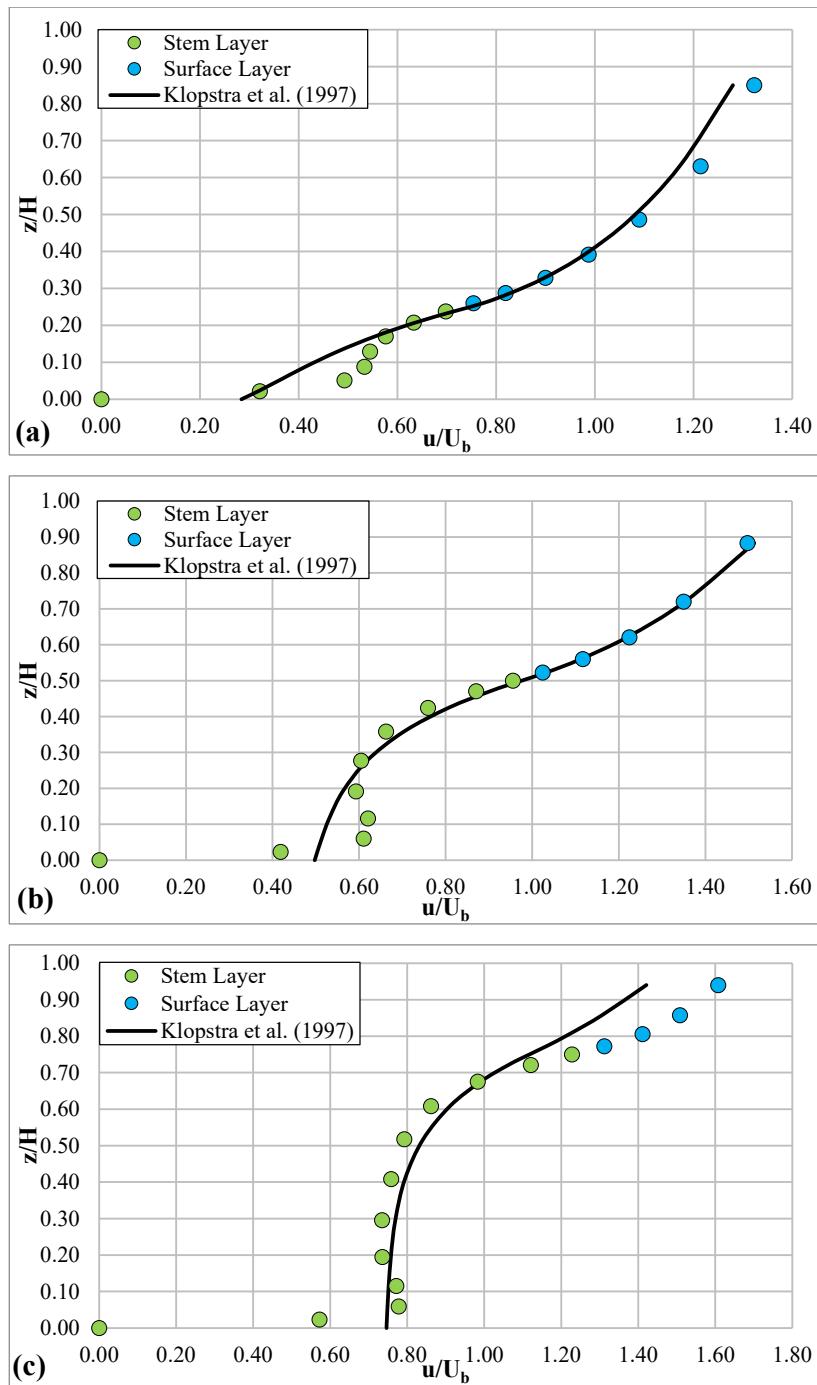 1.00
0.90
0.80
0.70
0.60
0.50
0.40
0.30
0.20
0.10
0.00
z/H
Stem Layer
Surface Layer
Klopstra et al. (1997)
0.00 0.20 0.40 0.60 0.80 1.00 1.20 1.40
u/Ub
(a)
1.00
0.90
0.80
0.70
0.60
0.50
0.40
0.30
0.20
0.10
0.00
z/H
Stem Layer
Surface Layer
Klopstra et al. (1997)
0.00 0.20 0.40 0.60 0.80 1.00 1.20 1.40 1.60
u/Ub
(b)
1.00
0.90
0.80
0.70
0.60
0.50
0.40
0.30
0.20
0.10
0.00
z/H
Stem Layer
Surface Layer
Klopstra et al. (1997)
0.00 0.20 0.40 0.60 0.80 1.00 1.20 1.40 1.60 1.80
u/Ub
(c)